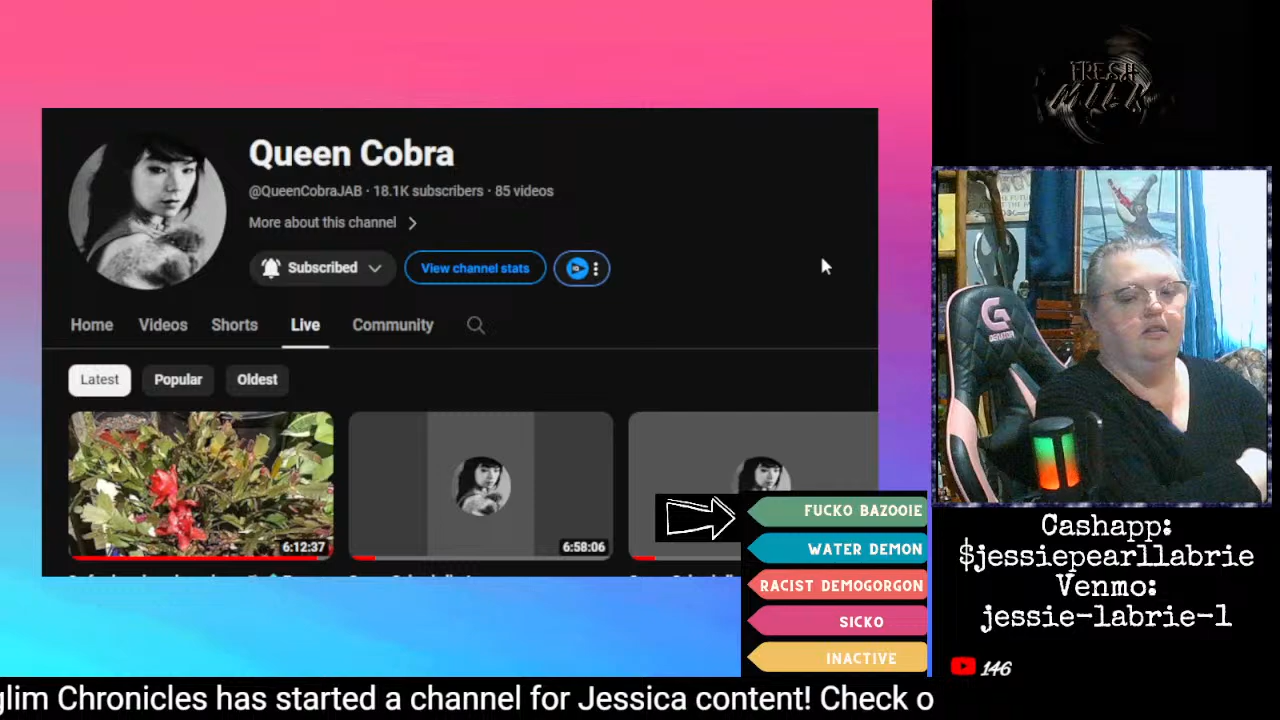 Queen Cobra
@QueenCobraJAB · 18.1K subscribers · 85 videos
More about this channel
Subscribed
View channel stats
Home Videos Shorts Live Community
Latest Popular Oldest
6:12:37
6:58:06
FUCKO BAZOOIE
WATER DEMON
RACIST DEMOGORGON
SICKO
INACTIVE
FRESH
MILK
Cashapp:
$jessiepearllabrie
Venmo:
jessie-labrie-1
146
glim Chronicles has started a channel for Jessica content! Check o